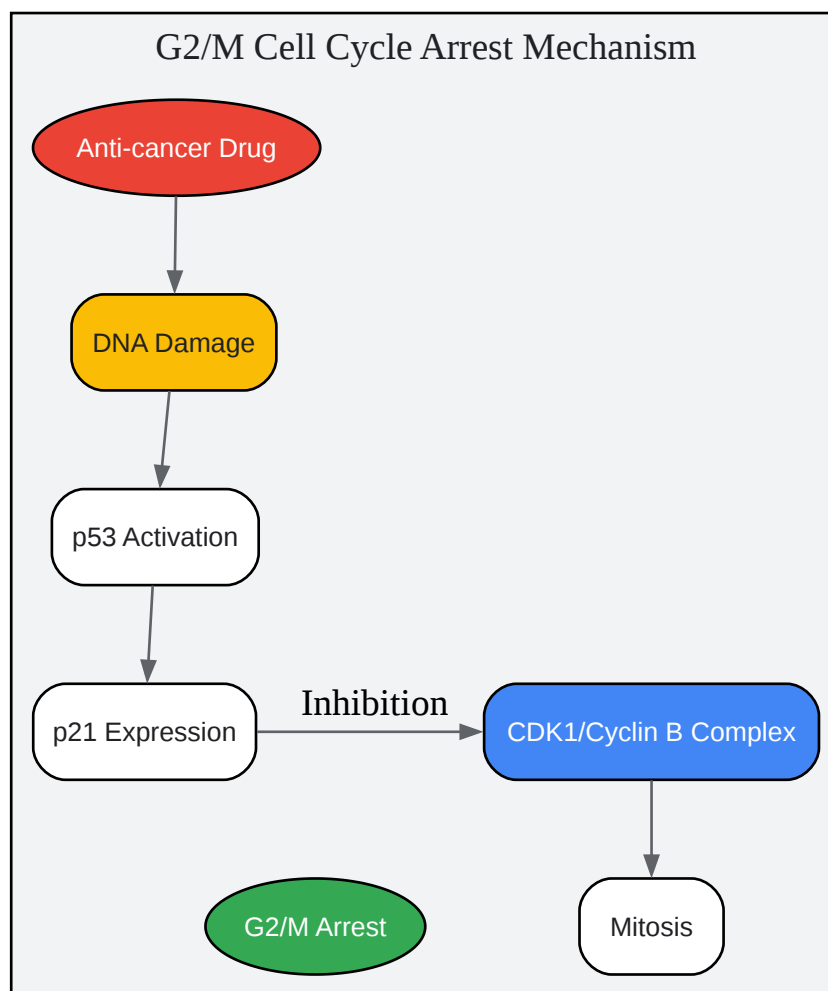 G2/M Cell Cycle Arrest Mechanism
Anti-cancer Drug
DNA Damage
p53 Activation
p21 Expression
Inhibition
CDK1/Cyclin B Complex
G2/M Arrest
Mitosis